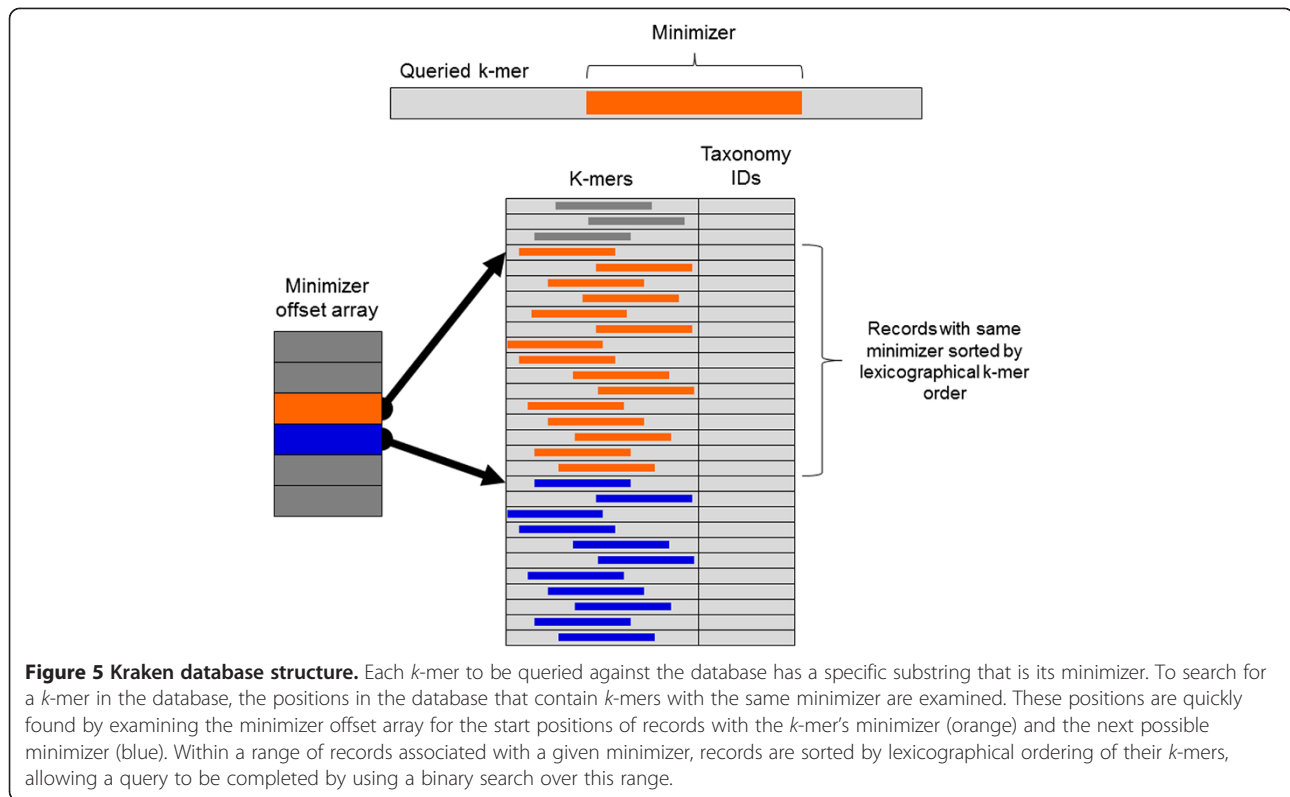 Minimizer
Queried k-mer
Taxonomy
IDs
K-mers
Minimizer
offset array
Records with same
minimizer sorted by
lexicographical k-mer
order
Figure 5 Kraken database structure. Each k-mer to be queried against the database has a specific substring that is its minimizer. To search for
a k-mer in the database, the positions in the database that contain k-mers with the same minimizer are examined. These positions are quickly
found by examining the minimizer offset array for the start positions of records with the k-mer's minimizer (orange) and the next possible
minimizer (blue). Within a range of records associated with a given minimizer, records are sorted by lexicographical ordering of their k-mers,
allowing a query to be completed by using a binary search over this range.